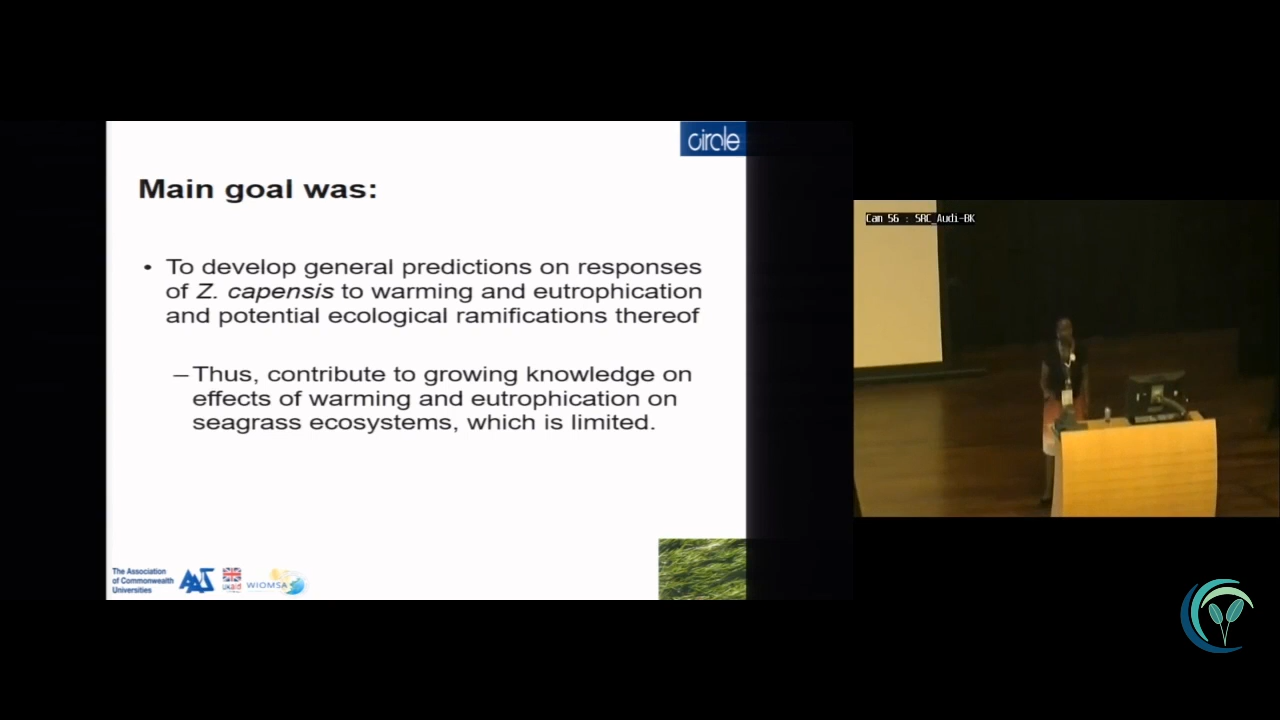 circle
Main goal was:
• To develop general predictions on responses
of Z. capensis to warming and eutrophication
and potential ecological ramifications thereof
– Thus, contribute to growing knowledge on
effects of warming and eutrophication on
seagrass ecosystems, which is limited.
The Association
of Commonwealth
Universities
AAS
UKaid
WIOMSA
Cam 56 : SRC_Audi-BK